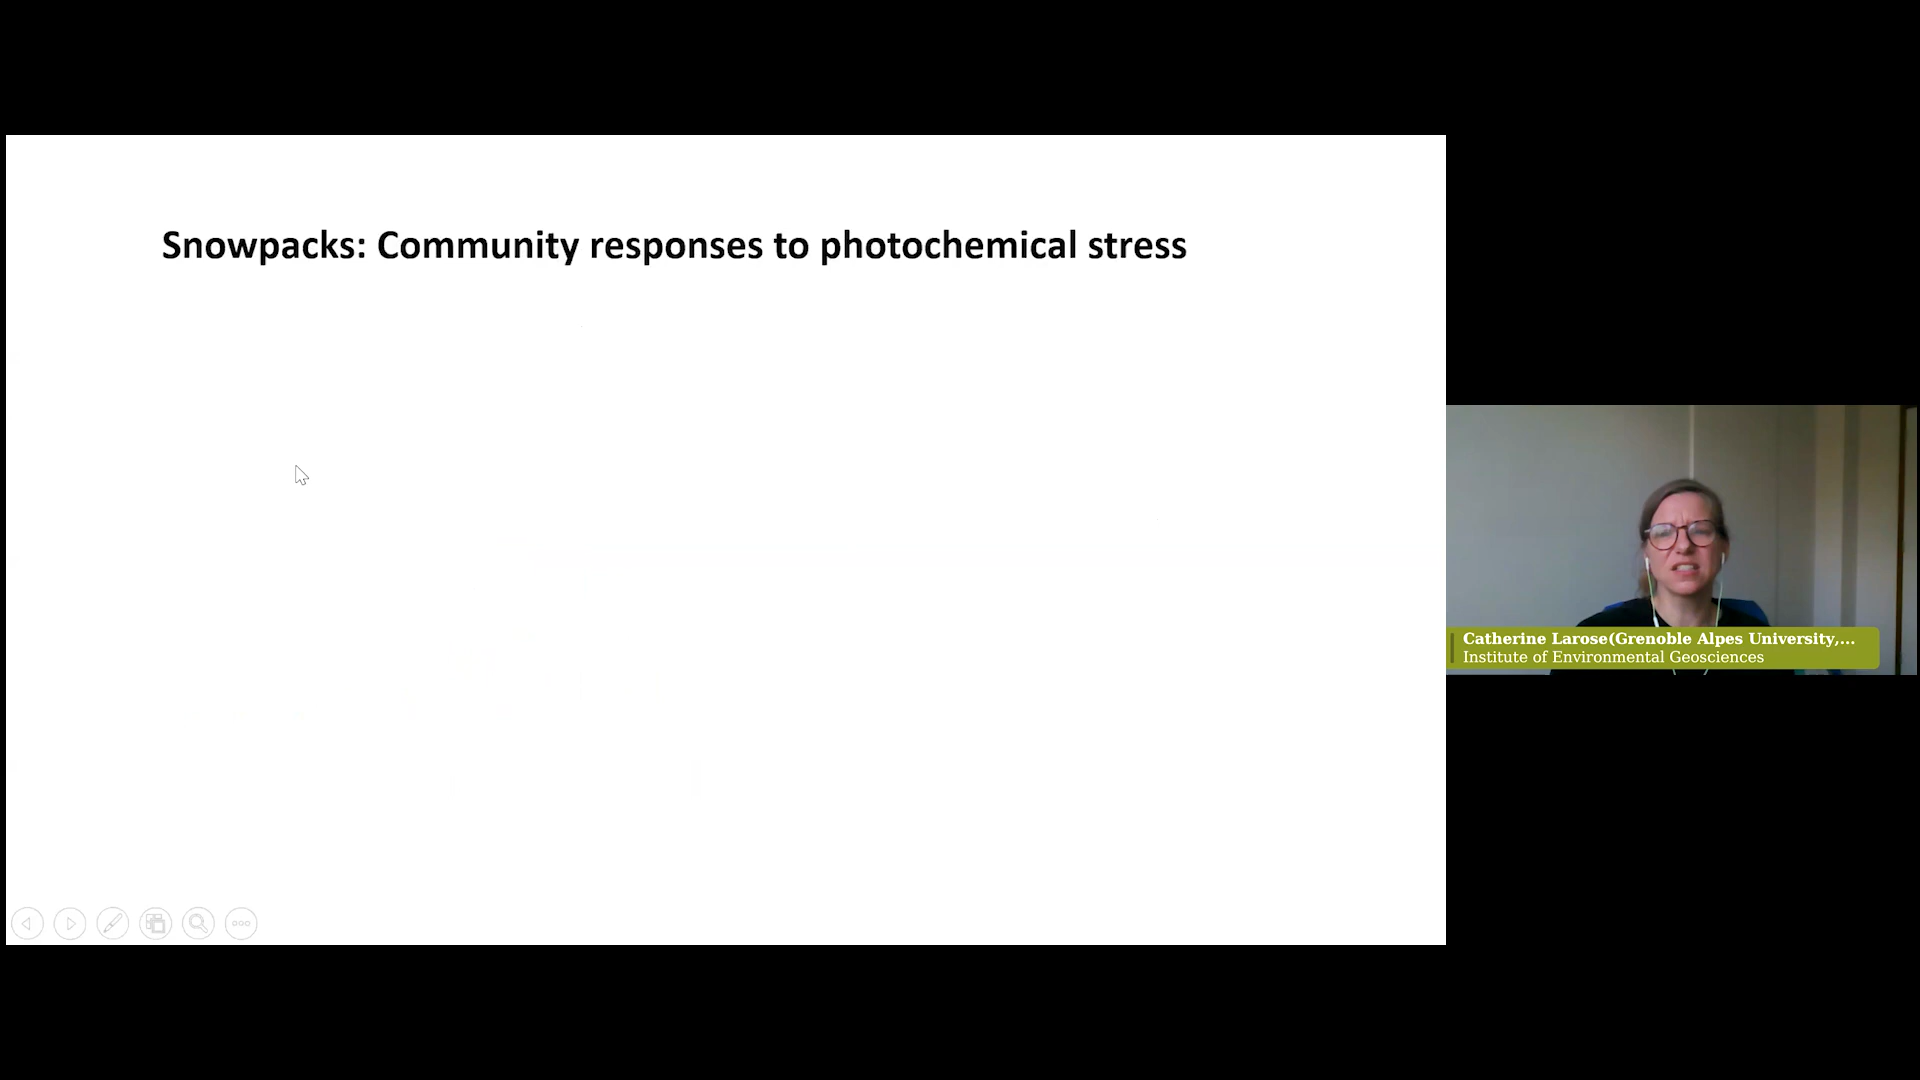 Snowpacks: Community responses to photochemical stress
Catherine Larose(Grenoble Alpes University,...
Institute of Environmental Geosciences